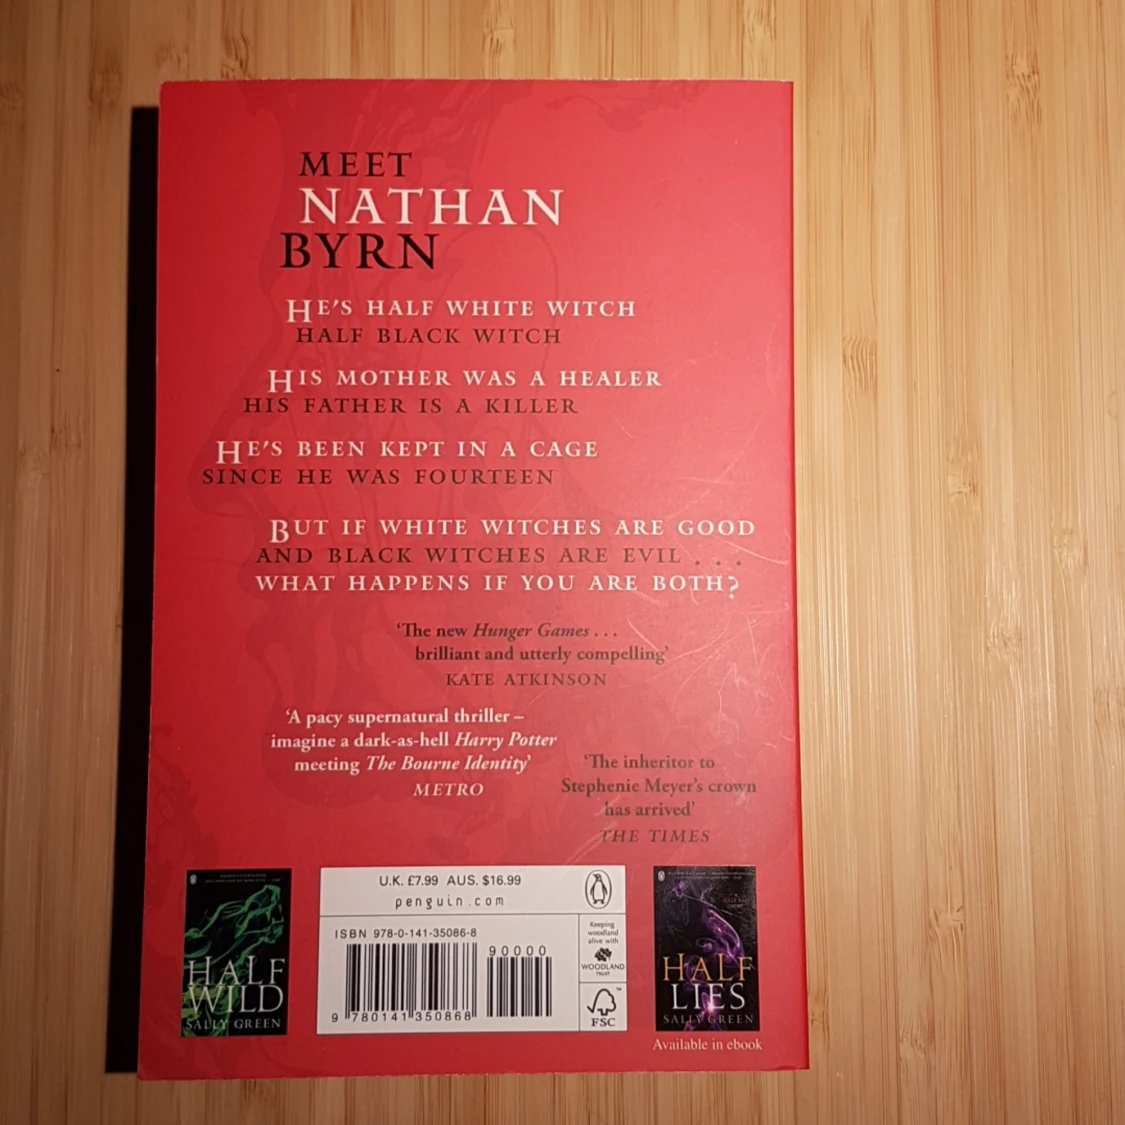 MEET
NATHAN
BYRN
HE'S HALF WHITE WITCH
HALF BLACK WITCH
HIS MOTHER WAS A HEALER
HIS FATHER IS A KILLER
HE'S BEEN KEPT IN A CAGE
SINCE HE WAS FOURTEEN
BUT IF WHITE WITCHES ARE GOOD
AND BLACK WITCHES ARE EVIL . . .
WHAT HAPPENS IF YOU ARE BOTH?
'The new Hunger Games . . .
brilliant and utterly compelling'
KATE ATKINSON
'A pacy supernatural thriller –
imagine a dark-as-hell Harry Potter
meeting The Bourne Identity'
METRO
'The inheritor to
Stephenie Meyer's crown
has arrived'
THE TIMES
HALF
WILD
SALLY GREEN
U.K. £7.99 AUS. $16.99
penguin.com
ISBN 978-0-141-35086-8
90000
9 780141 350868
Keeping
woodland
alive with
WOODLAND
TRUST
™
FSC
HALF
LIES
SALLY GREEN
Available in ebook